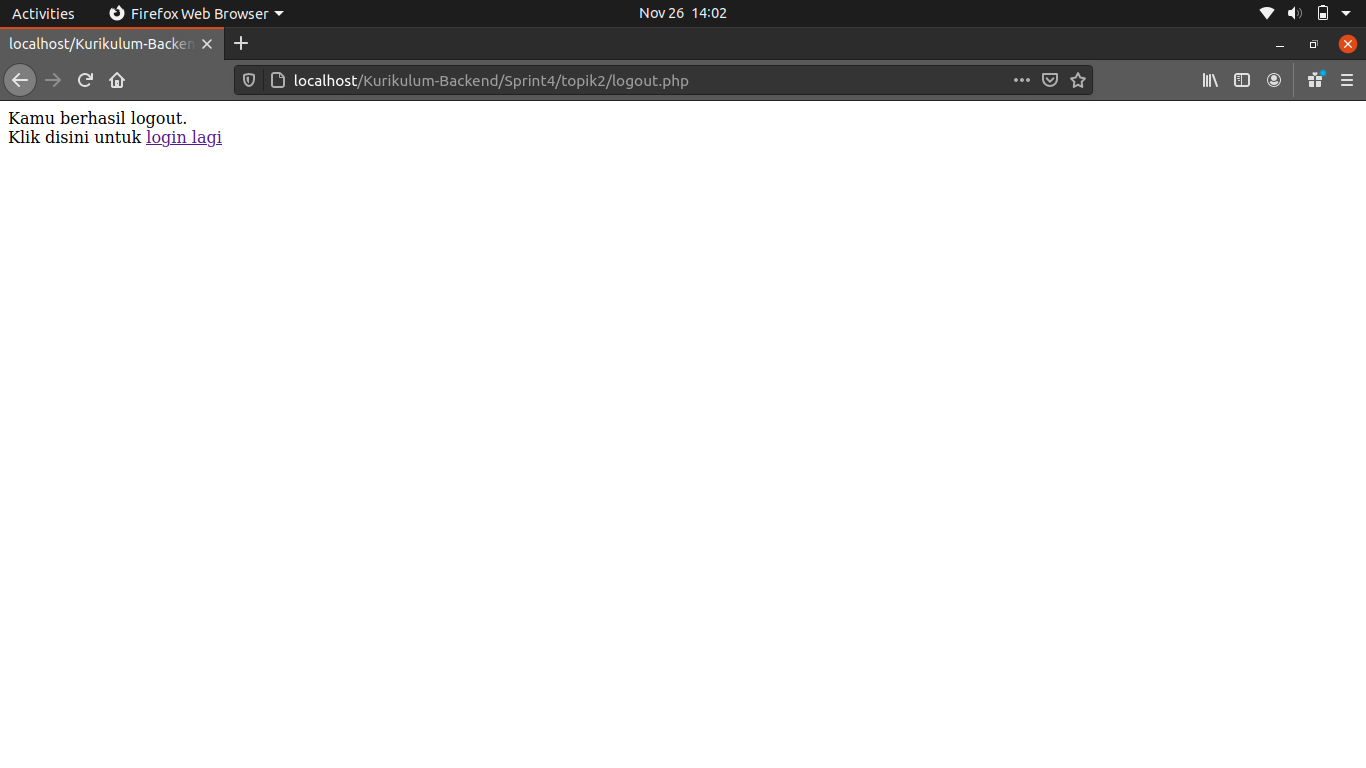 Activities Firefox Web Browser Nov 26 14:02
localhost/Kurikulum-Backen
localhost/Kurikulum-Backend/Sprint4/topik2/logout.php
Kamu berhasil logout.
Klik disini untuk login lagi